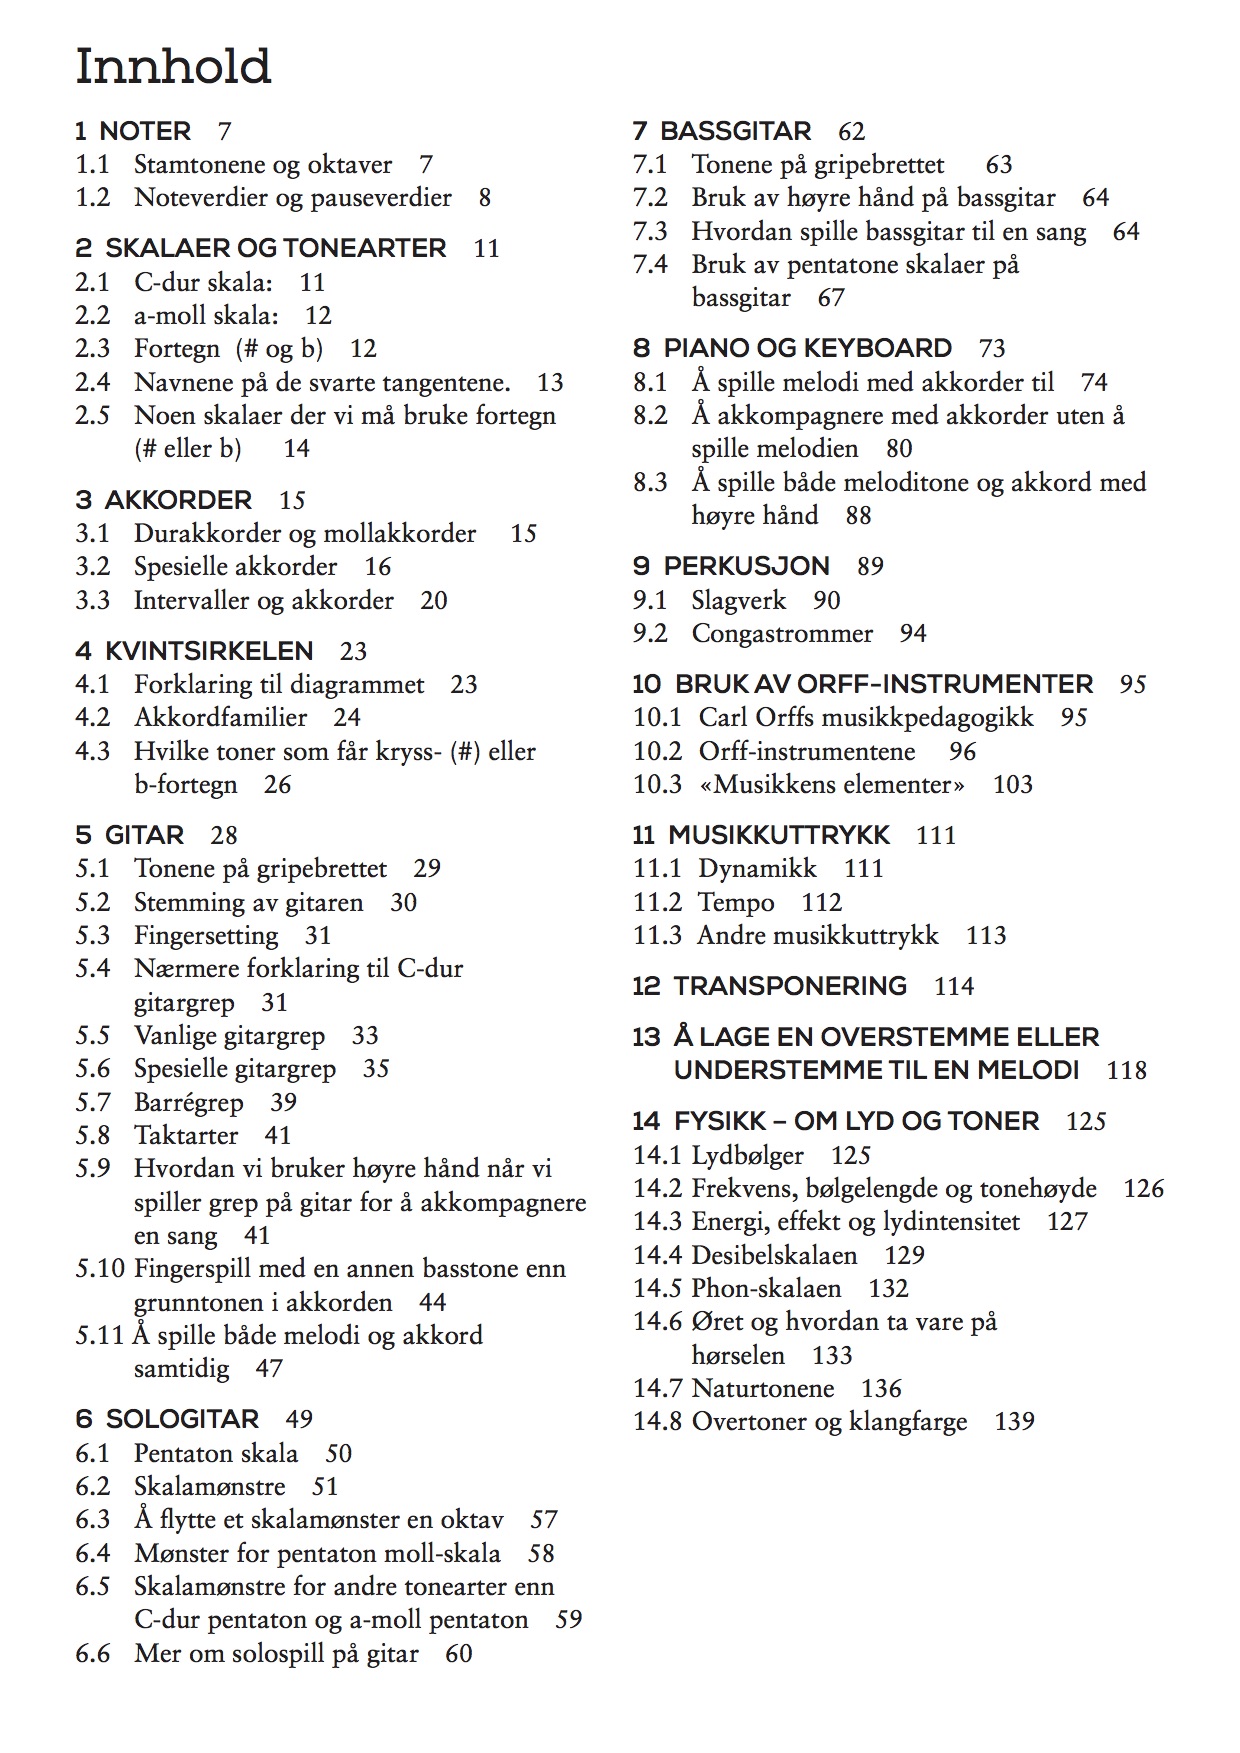 Innhold
1 NOTER 7
1.1 Stamtonene og oktaver 7
1.2 Noteverdier og pauseverdier 8
2 SKALAER OG TONEARTER 11
2.1 C-dur skala: 11
2.2 a-moll skala: 12
2.3 Fortegn (# og b) 12
2.4 Navnene på de svarte tangentene. 13
2.5 Noen skalaer der vi må bruke fortegn
(# eller b) 14
3 AKKORDER 15
3.1 Durakkorder og mollakkorder 15
3.2 Spesielle akkorder 16
3.3 Intervaller og akkorder 20
4 KVINTSIRKELEN 23
4.1 Forklaring til diagrammet 23
4.2 Akkordfamilier 24
4.3 Hvilke toner som får kryss- (#) eller
b-fortegn 26
5 GITAR 28
5.1 Tonene på gripebrettet 29
5.2 Stemming av gitaren 30
5.3 Fingersetting 31
5.4 Nærmere forklaring til C-dur
gitargrep 31
5.5 Vanlige gitargrep 33
5.6 Spesielle gitargrep 35
5.7 Barrégrep 39
5.8 Taktarter 41
5.9 Hvordan vi bruker høyre hånd når vi
spiller grep på gitar for å akkompagnere
en sang 41
5.10 Fingerspill med en annen basstone enn
grunntonen i akkorden 44
5.11 Å spille både melodi og akkord
samtidig 47
6 SOLOGITAR 49
6.1 Pentaton skala 50
6.2 Skalamønstre 51
6.3 Å flytte et skalamønster en oktav 57
6.4 Mønster for pentaton moll-skala 58
6.5 Skalamønstre for andre tonearter enn
C-dur pentaton og a-moll pentaton 59
6.6 Mer om solospill på gitar 60
7 BASSGITAR 62
7.1 Tonene på gripebrettet 63
7.2 Bruk av høyre hånd på bassgitar 64
7.3 Hvordan spille bassgitar til en sang 64
7.4 Bruk av pentatone skalaer på
bassgitar 67
8 PIANO OG KEYBOARD 73
8.1 Å spille melodi med akkorder til 74
8.2 Å akkompagnere med akkorder uten å
spille melodien 80
8.3 Å spille både meloditone og akkord med
høyre hånd 88
9 PERKUSJON 89
9.1 Slagverk 90
9.2 Congastrommer 94
10 BRUK AV ORFF-INSTRUMENTER 95
10.1 Carl Orffs musikkpedagogikk 95
10.2 Orff-instrumentene 96
10.3 «Musikkens elementer» 103
11 MUSIKKUTTRYKK 111
11.1 Dynamikk 111
11.2 Tempo 112
11.3 Andre musikkuttrykk 113
12 TRANSPONERING 114
13 Å LAGE EN OVERSTEMME ELLER
UNDERSTEMME TIL EN MELODI 118
14 FYSIKK – OM LYD OG TONER 125
14.1 Lydbølger 125
14.2 Frekvens, bølgelengde og tonehøyde 126
14.3 Energi, effekt og lydintensitet 127
14.4 Desibelskalaen 129
14.5 Phon-skalaen 132
14.6 Øret og hvordan ta vare på
hørselen 133
14.7 Naturtonene 136
14.8 Overtoner og klangfarge 139